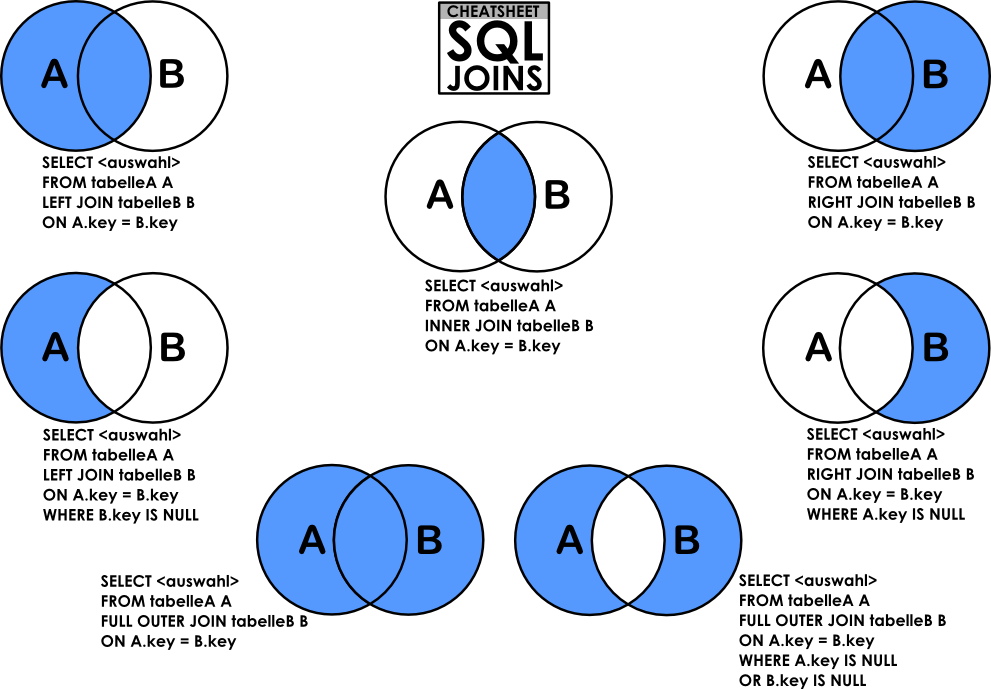 CHEATSHEET
SQL
JOINS
A B
SELECT <auswahl>
FROM tabelleA A
LEFT JOIN tabelleB B
ON A.key = B.key
A B
SELECT <auswahl>
FROM tabelleA A
INNER JOIN tabelleB B
ON A.key = B.key
A B
SELECT <auswahl>
FROM tabelleA A
RIGHT JOIN tabelleB B
ON A.key = B.key
A B
SELECT <auswahl>
FROM tabelleA A
LEFT JOIN tabelleB B
ON A.key = B.key
WHERE B.key IS NULL
A B
SELECT <auswahl>
FROM tabelleA A
RIGHT JOIN tabelleB B
ON A.key = B.key
WHERE A.key IS NULL
A B
SELECT <auswahl>
FROM tabelleA A
FULL OUTER JOIN tabelleB B
ON A.key = B.key
A B
SELECT <auswahl>
FROM tabelleA A
FULL OUTER JOIN tabelleB B
ON A.key = B.key
WHERE A.key IS NULL
OR B.key IS NULL